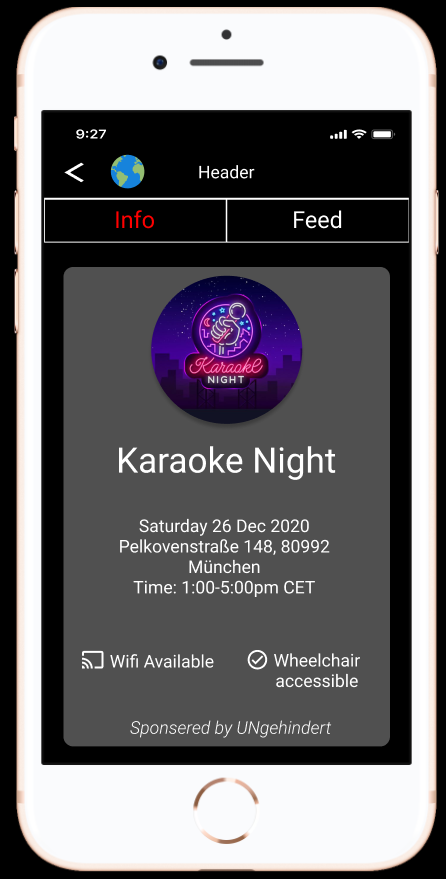 9:27
Header
Info
Feed
Karaoke
NIGHT
Karaoke Night
Saturday 26 Dec 2020
Pelkovenstraße 148, 80992
München
Time: 1:00-5:00pm CET
Wifi Available
Wheelchair
accessible
Sponsered by UNgehindert